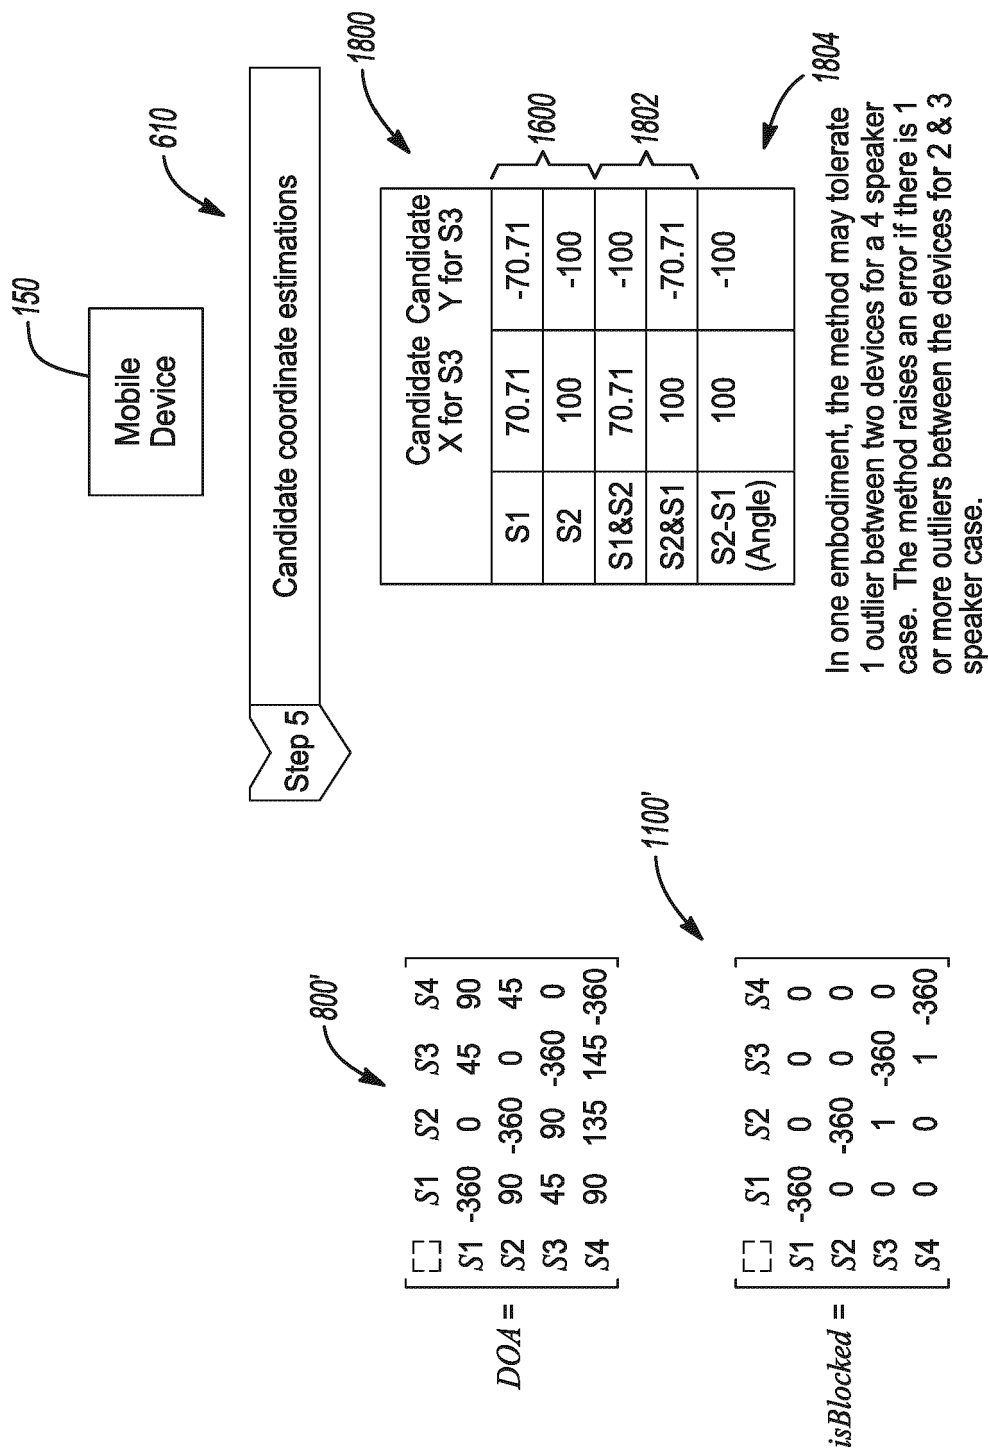 150
Mobile
Device
610
Step 5
Candidate coordinate estimations
800'
DOA =
S1 S2 S3 S4
S1 -360 0 45 90
S2 90 -360 0 45
S3 45 90 -360 0
S4 90 135 145 -360
1100'
isBlocked =
S1 S2 S3 S4
S1 -360 0 0 0
S2 0 -360 0 0
S3 0 1 -360 0
S4 0 0 1 -360
1800
Candidate X for S3 Candidate Y for S3
S1 70.71 -70.71
S2 100 -100
S1&S2 70.71 -100
S2&S1 100 -70.71
S2-S1 (Angle) 100 -100
1600
1802
1804
In one embodiment, the method may tolerate
1 outlier between two devices for a 4 speaker
case. The method raises an error if there is 1
or more outliers between the devices for 2 & 3
speaker case.